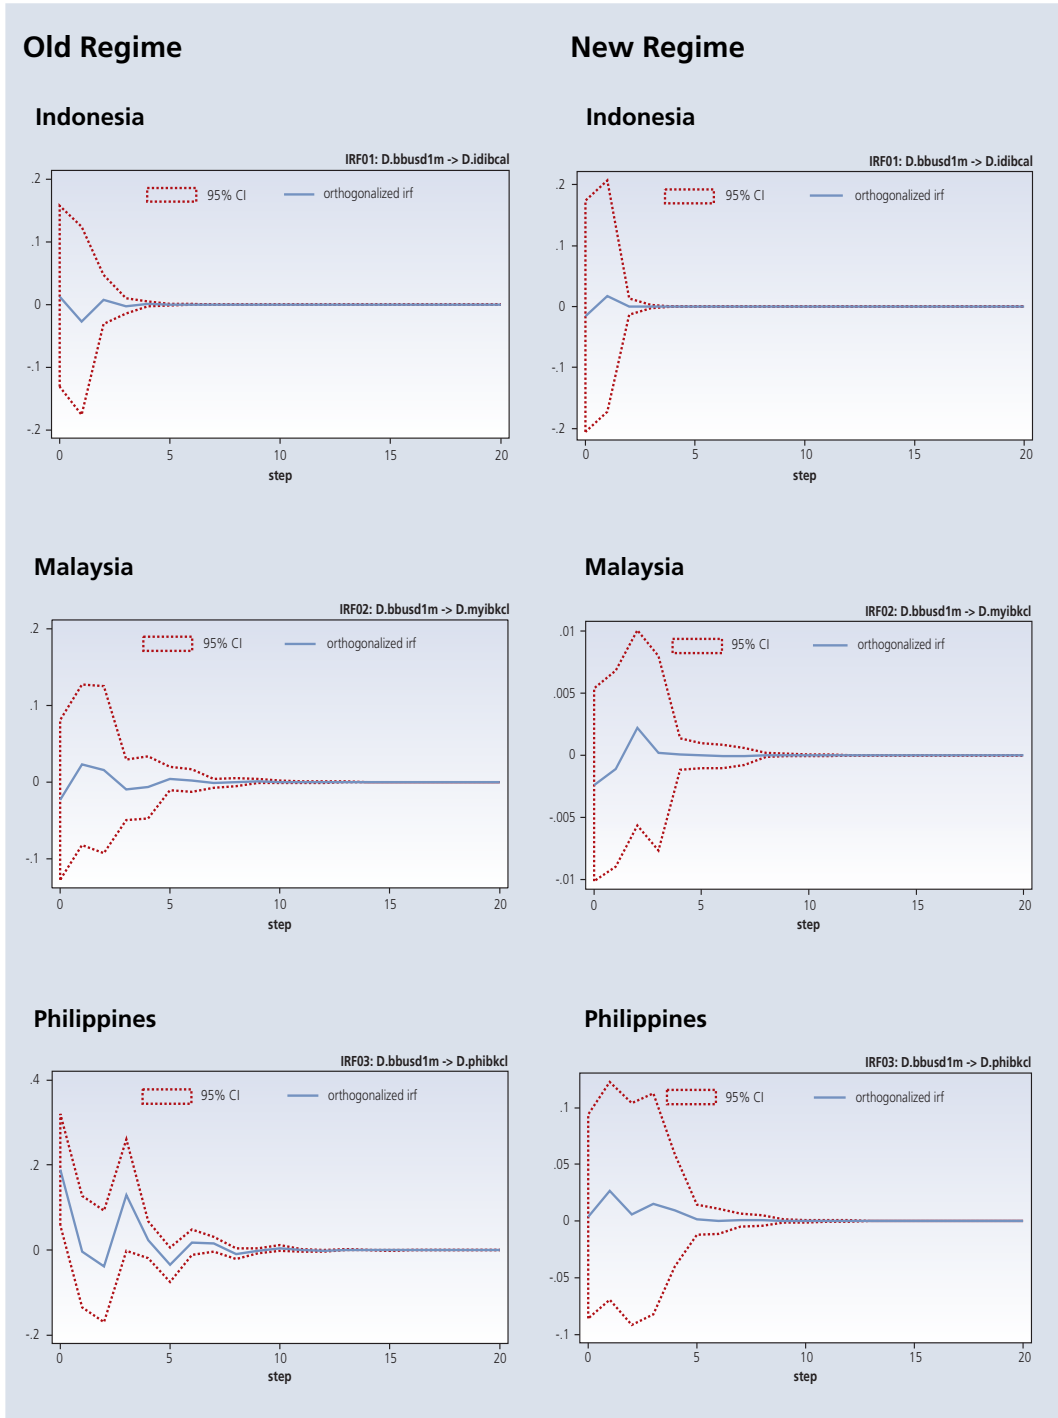 Old Regime
New Regime
Indonesia
Indonesia
IRF01: D.bbusd1m -> D.idibcal
95% CI
orthogonalized irf
.2
.1
0
-.1
-.2
0 5 10 15 20
step
IRF01: D.bbusd1m -> D.idibcal
95% CI
orthogonalized irf
.2
.1
0
-.1
-.2
0 5 10 15 20
step
Malaysia
Malaysia
IRF02: D.bbusd1m -> D.myibkcl
95% CI
orthogonalized irf
.2
.1
0
-.1
0 5 10 15 20
step
IRF02: D.bbusd1m -> D.myibkcl
95% CI
orthogonalized irf
.01
.005
0
-.005
-.01
0 5 10 15 20
step
Philippines
Philippines
IRF03: D.bbusd1m -> D.phibkcl
95% CI
orthogonalized irf
.4
.2
0
-.2
0 5 10 15 20
step
IRF03: D.bbusd1m -> D.phibkcl
95% CI
orthogonalized irf
.1
.05
0
-.05
-.1
0 5 10 15 20
step